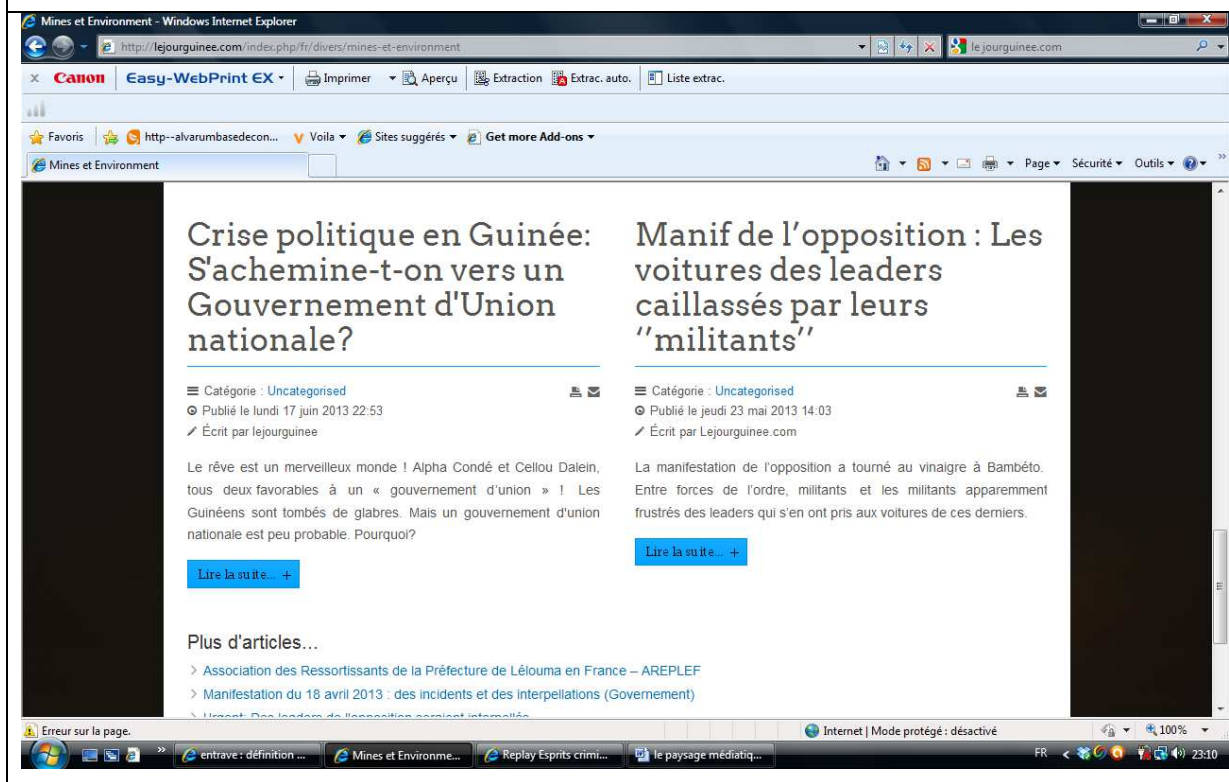 Mines et Environment - Windows Internet Explorer
http://lejourguinee.com/index.php/fr/divers/mines-et-environment
le jourguinee.com
x Canon Easy-WebPrint EX Imprimer Aperçu Extraction Extrac. auto. Liste extrac.
Favoris http--alvarumbasedecon... Voila Sites suggérés Get more Add-ons
Mines et Environment
Page Sécurité Outils
Crise politique en Guinée:
S'achemine-t-on vers un
Gouvernement d'Union
nationale?
Catégorie : Uncategorised
Publié le lundi 17 juin 2013 22:53
Écrit par lejourguinee
Le rêve est un merveilleux monde ! Alpha Condé et Cellou Dalein,
tous deux favorables à un « gouvernement d'union » ! Les
Guinéens sont tombés de glabres. Mais un gouvernement d'union
nationale est peu probable. Pourquoi?
Lire la suite... +
Manif de l’opposition : Les
voitures des leaders
caillassés par leurs
‘’militants’’
Catégorie : Uncategorised
Publié le jeudi 23 mai 2013 14:03
Écrit par Lejourguinee.com
La manifestation de l’opposition a tourné au vinaigre à Bambéto.
Entre forces de l’ordre, militants et les militants apparemment
frustrés des leaders qui s’en ont pris aux voitures de ces derniers.
Lire la suite... +
Plus d'articles...
Association des Ressortissants de la Préfecture de Lélouma en France – AREPLEF
Manifestation du 18 avril 2013 : des incidents et des interpellations (Governement)
Urgent: Des leaders de l'opposition seraient interpellés
Erreur sur la page.
Internet | Mode protégé : désactivé
100%
entrave : définition ...
Mines et Environme...
Replay Esprits crimi...
le paysage médiatiq...
FR
23:10